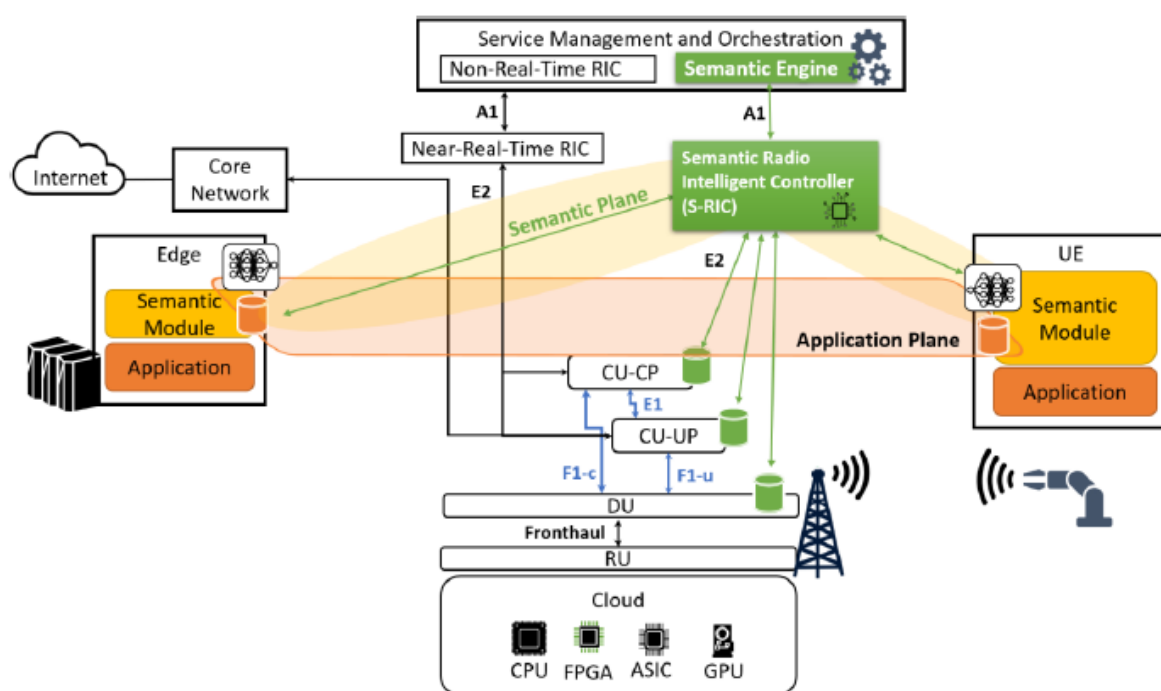 Service Management and Orchestration
Non-Real-Time RIC
Semantic Engine
A1
A1
Near-Real-Time RIC
Semantic Radio
Intelligent Controller
(S-RIC)
Internet
Core
Network
E2
Semantic Plane
Edge
E2
UE
Semantic
Module
Semantic
Module
Application Plane
Application
CU-CP
Application
E1
CU-UP
F1-c
F1-u
DU
Fronthaul
RU
Cloud
CPU
FPGA
ASIC
GPU